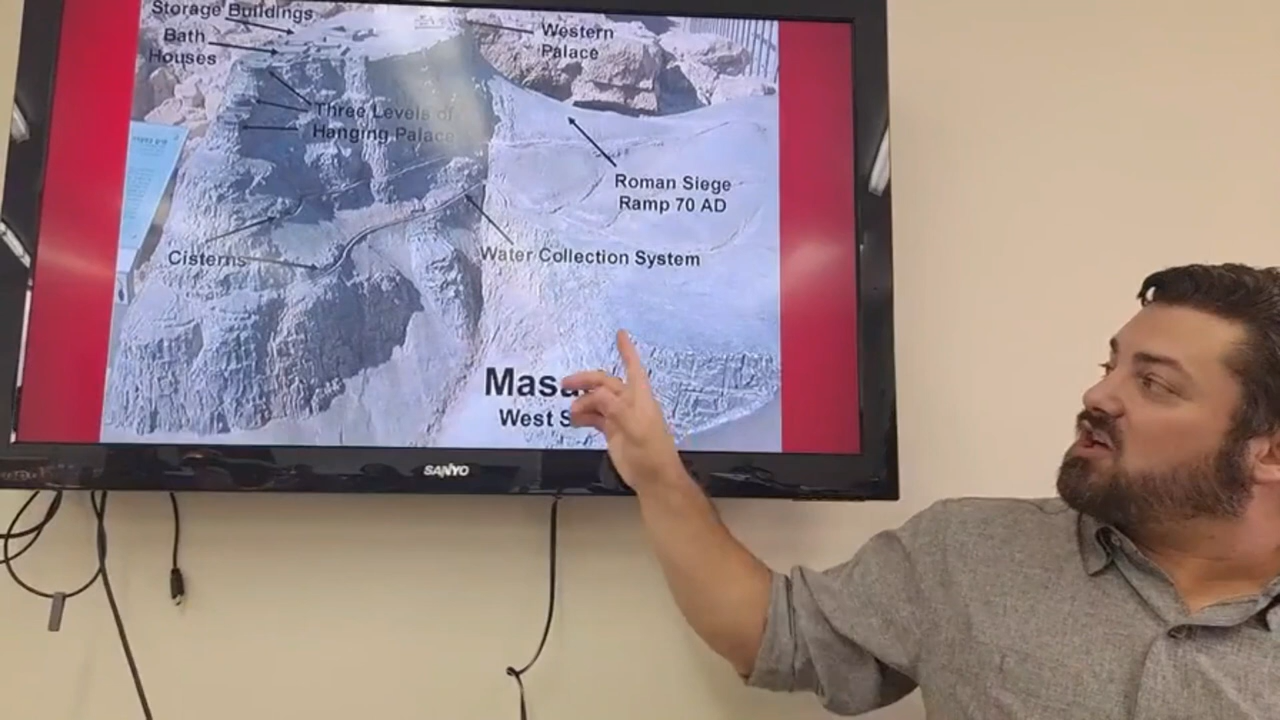 Storage Buildings
Bath
Houses
Western
Palace
Three Levels of
Hanging Palace
Roman Siege
Ramp 70 AD
Cisterns
Water Collection System
West
SANYO